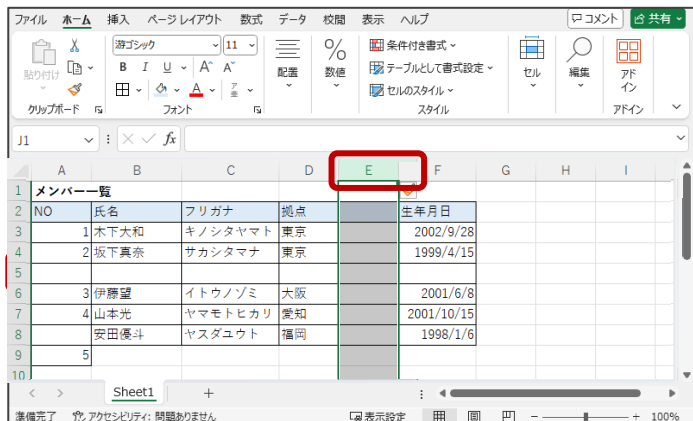 ファイル ホーム 挿入 ページ レイアウト 数式 データ 校閲 表示 ヘルプ コメント 共有
貼り付け
クリップボード
游ゴシック 11
B I U A A
A ア亜
フォント
配置
%
数値
条件付き書式
テーブルとして書式設定
セルのスタイル
スタイル
セル
編集
アド
イン
アドイン
J1 fx
A B C D E F G H I
1 メンバー一覧
2 NO 氏名 フリガナ 拠点 生年月日
3 1 木下大和 キノシタヤマト 東京 2002/9/28
4 2 坂下真奈 サカシタマナ 東京 1999/4/15
5
6 3 伊藤望 イトウノゾミ 大阪 2001/6/8
7 4 山本光 ヤマモトヒカリ 愛知 2001/10/15
8 安田優斗 ヤスダユウト 福岡 1998/1/6
9 5
10
Sheet1 +
準備完了 アクセシビリティ: 問題ありません 表示設定 - + 100%